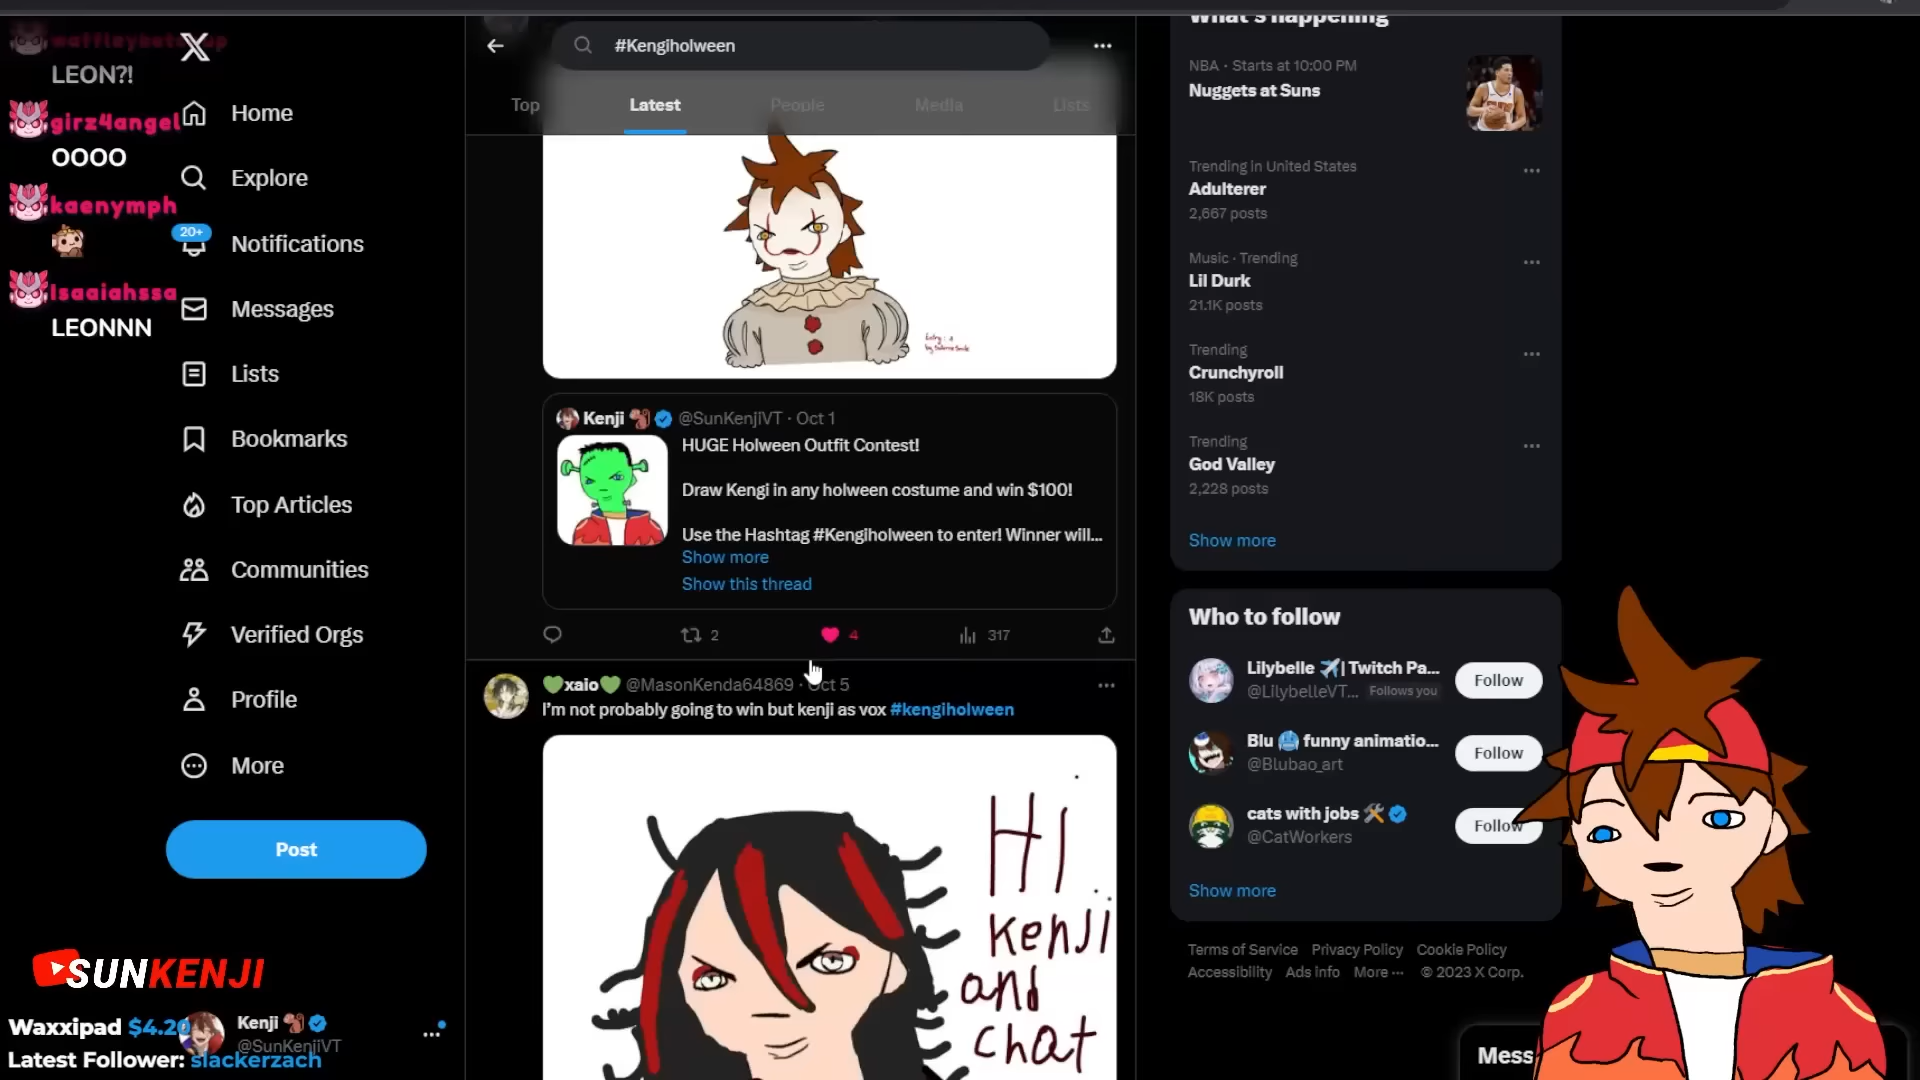 LEON?!
girz4angel
OOOO
kaenymph
Isaaiahssa
LEONNN
Home
Explore
20+
Notifications
Messages
Lists
Bookmarks
Top Articles
Communities
Verified Orgs
Profile
More
Post
SUNKENJI
Waxxipad $4.20
Kenji
@SunKenjiVT
Latest Follower: slackerzach
#Kengiholween
Top
Latest
People
Media
Lists
Kenji @SunKenjiVT · Oct 1
HUGE Holween Outfit Contest!
Draw Kengi in any holween costume and win $100!
Use the Hashtag #Kengiholween to enter! Winner will...
Show more
Show this thread
2
4
317
xaio @MasonKenda64869 · Oct 5
I'm not probably going to win but kenji as vox #kengiholween
HI
kenji
and
chat
What's happening
NBA · Starts at 10:00 PM
Nuggets at Suns
Trending in United States
Adulterer
2,667 posts
Music · Trending
Lil Durk
21.1K posts
Trending
Crunchyroll
18K posts
Trending
God Valley
2,228 posts
Show more
Who to follow
Lilybelle | Twitch Pa...
@LilybelleVT... Follows you
Follow
Blu funny animatio...
@Blubao_art
Follow
cats with jobs
@CatWorkers
Follow
Show more
Terms of Service Privacy Policy Cookie Policy
Accessibility Ads info More ··· © 2023 X Corp.
Mess